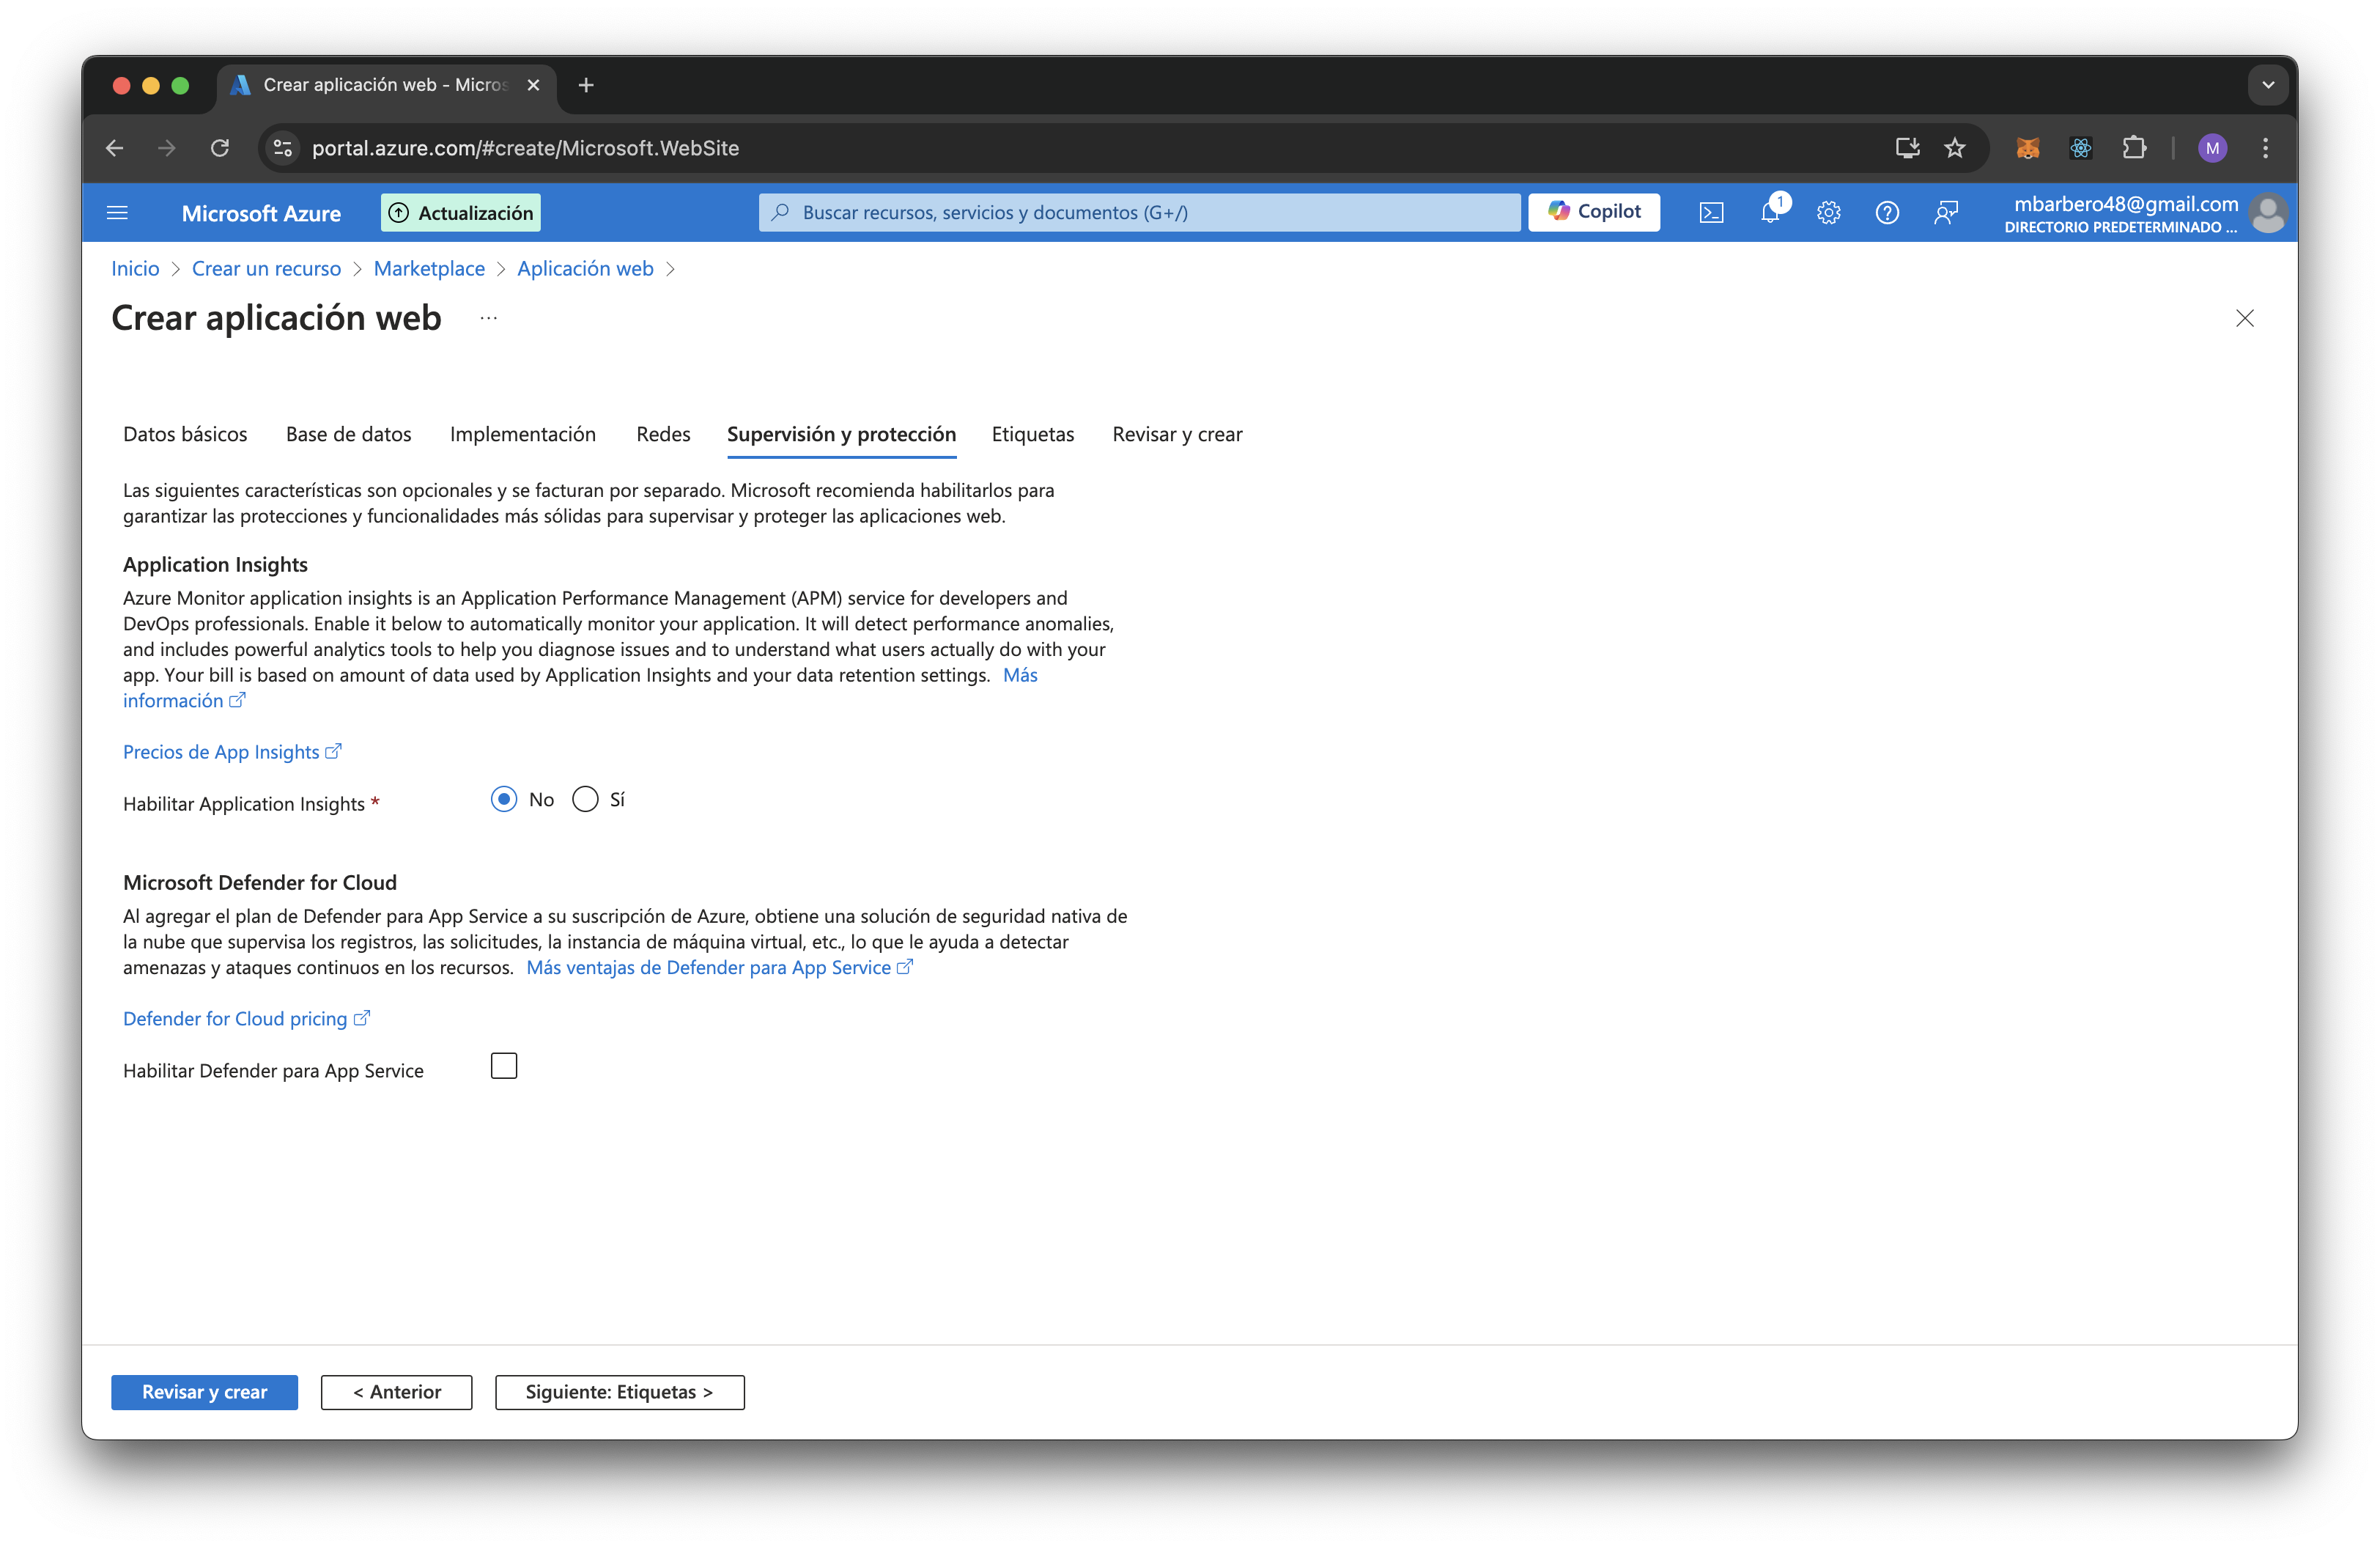 Crear aplicación web - Micros
portal.azure.com/#create/Microsoft.WebSite
M
Microsoft Azure
Actualización
Buscar recursos, servicios y documentos (G+/)
Copilot
1
mbarbero48@gmail.com
DIRECTORIO PREDETERMINADO ...
Inicio > Crear un recurso > Marketplace > Aplicación web >
Crear aplicación web ...
Datos básicos Base de datos Implementación Redes Supervisión y protección Etiquetas Revisar y crear
Las siguientes características son opcionales y se facturan por separado. Microsoft recomienda habilitarlos para
garantizar las protecciones y funcionalidades más sólidas para supervisar y proteger las aplicaciones web.
Application Insights
Azure Monitor application insights is an Application Performance Management (APM) service for developers and
DevOps professionals. Enable it below to automatically monitor your application. It will detect performance anomalies,
and includes powerful analytics tools to help you diagnose issues and to understand what users actually do with your
app. Your bill is based on amount of data used by Application Insights and your data retention settings. Más
información
Precios de App Insights
Habilitar Application Insights * No Sí
Microsoft Defender for Cloud
Al agregar el plan de Defender para App Service a su suscripción de Azure, obtiene una solución de seguridad nativa de
la nube que supervisa los registros, las solicitudes, la instancia de máquina virtual, etc., lo que le ayuda a detectar
amenazas y ataques continuos en los recursos. Más ventajas de Defender para App Service
Defender for Cloud pricing
Habilitar Defender para App Service
Revisar y crear < Anterior Siguiente: Etiquetas >